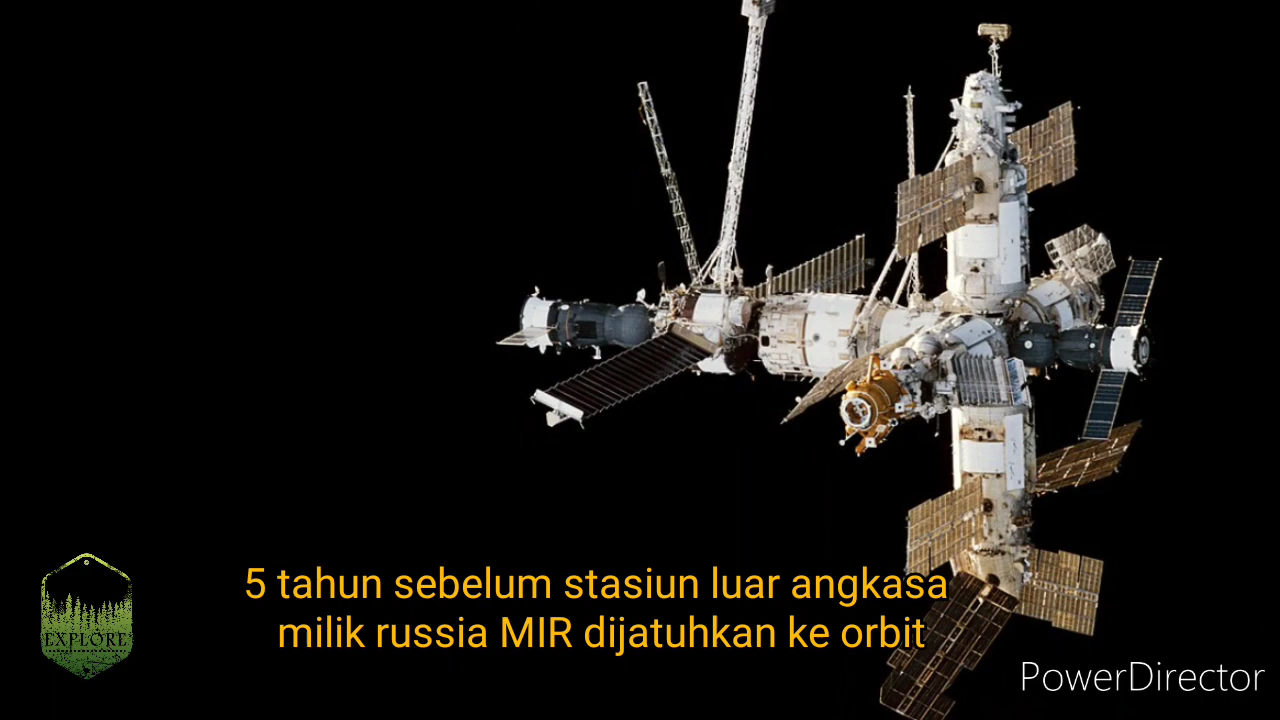 5 tahun sebelum stasiun luar angkasa
milik russia MIR dijatuhkan ke orbit
EXPLORE
PowerDirector